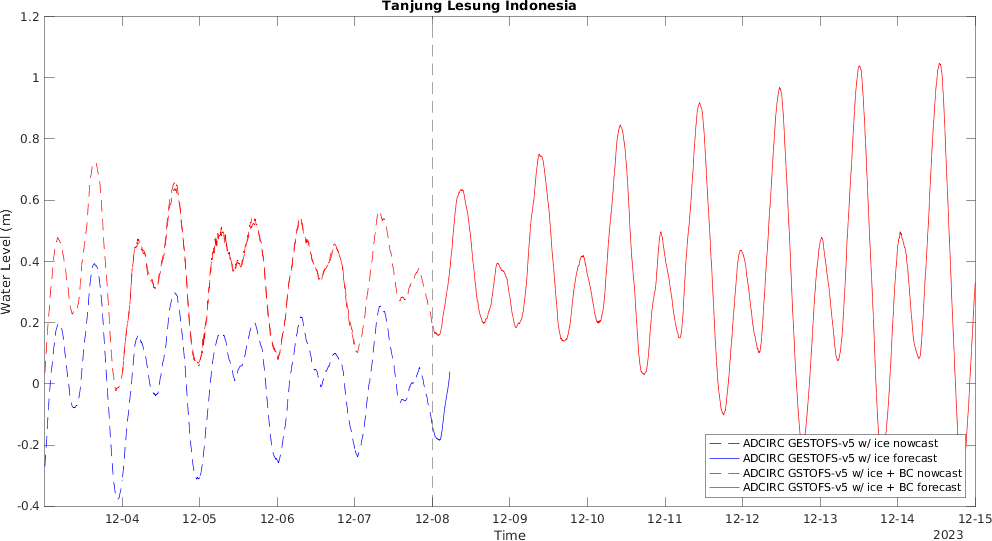 Tanjung Lesung Indonesia
1.2
1
0.8
0.6
0.4
0.2
0
-0.2
-0.4
Water Level (m)
12-04 12-05 12-06 12-07 12-08 12-09 12-10 12-11 12-12 12-13 12-14 12-15
Time
2023
ADCIRC GESTOFS-v5 w/ ice nowcast
ADCIRC GESTOFS-v5 w/ ice forecast
ADCIRC GSTOFS-v5 w/ ice + BC nowcast
ADCIRC GSTOFS-v5 w/ ice + BC forecast